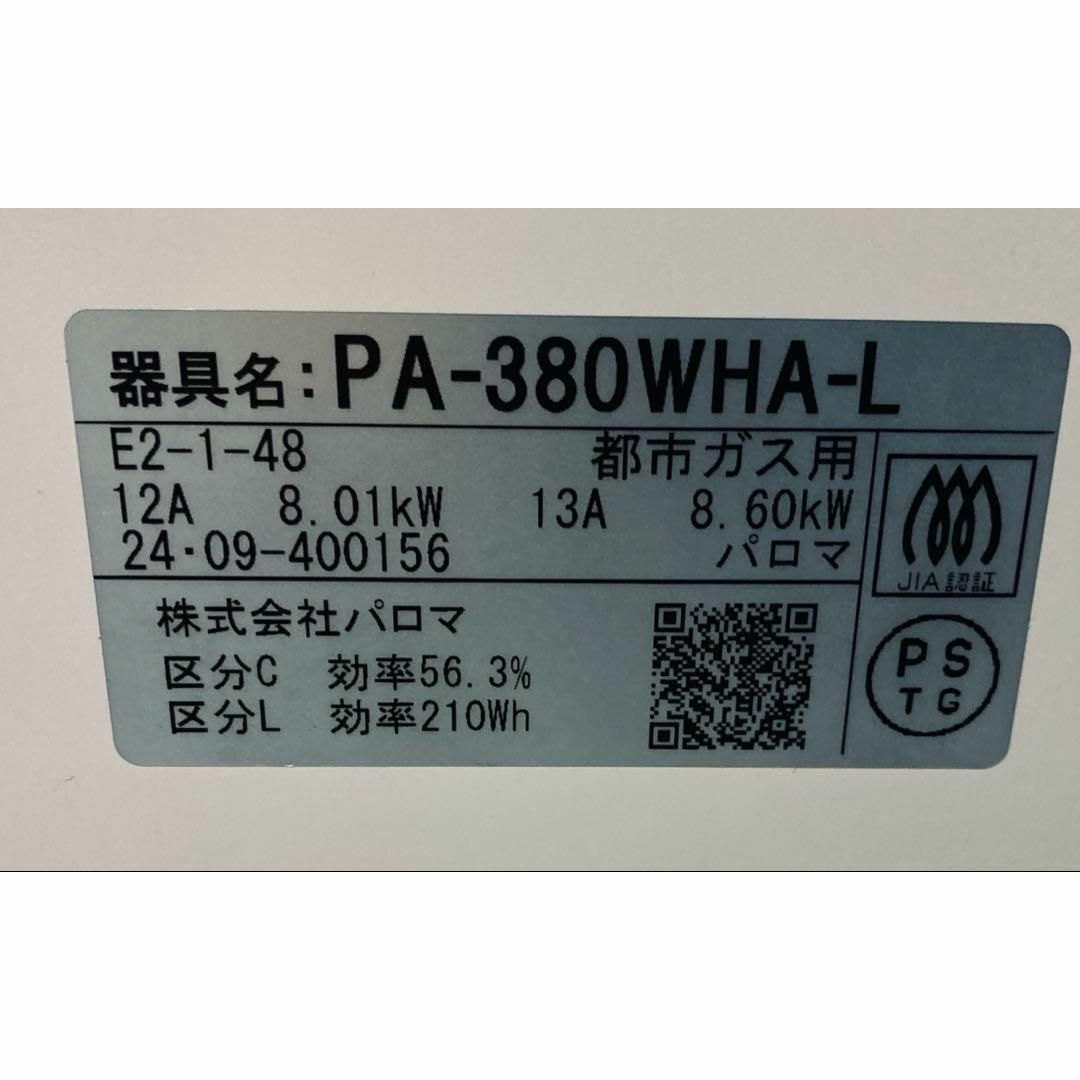 器具名:PA-380WHA-L
E2-1-48 都市ガス用
12A 8.01kW 13A 8.60kW
24・09-400156 パロマ
JIA認証
株式会社パロマ
区分C 効率56.3%
区分L 効率210Wh
PS
TG